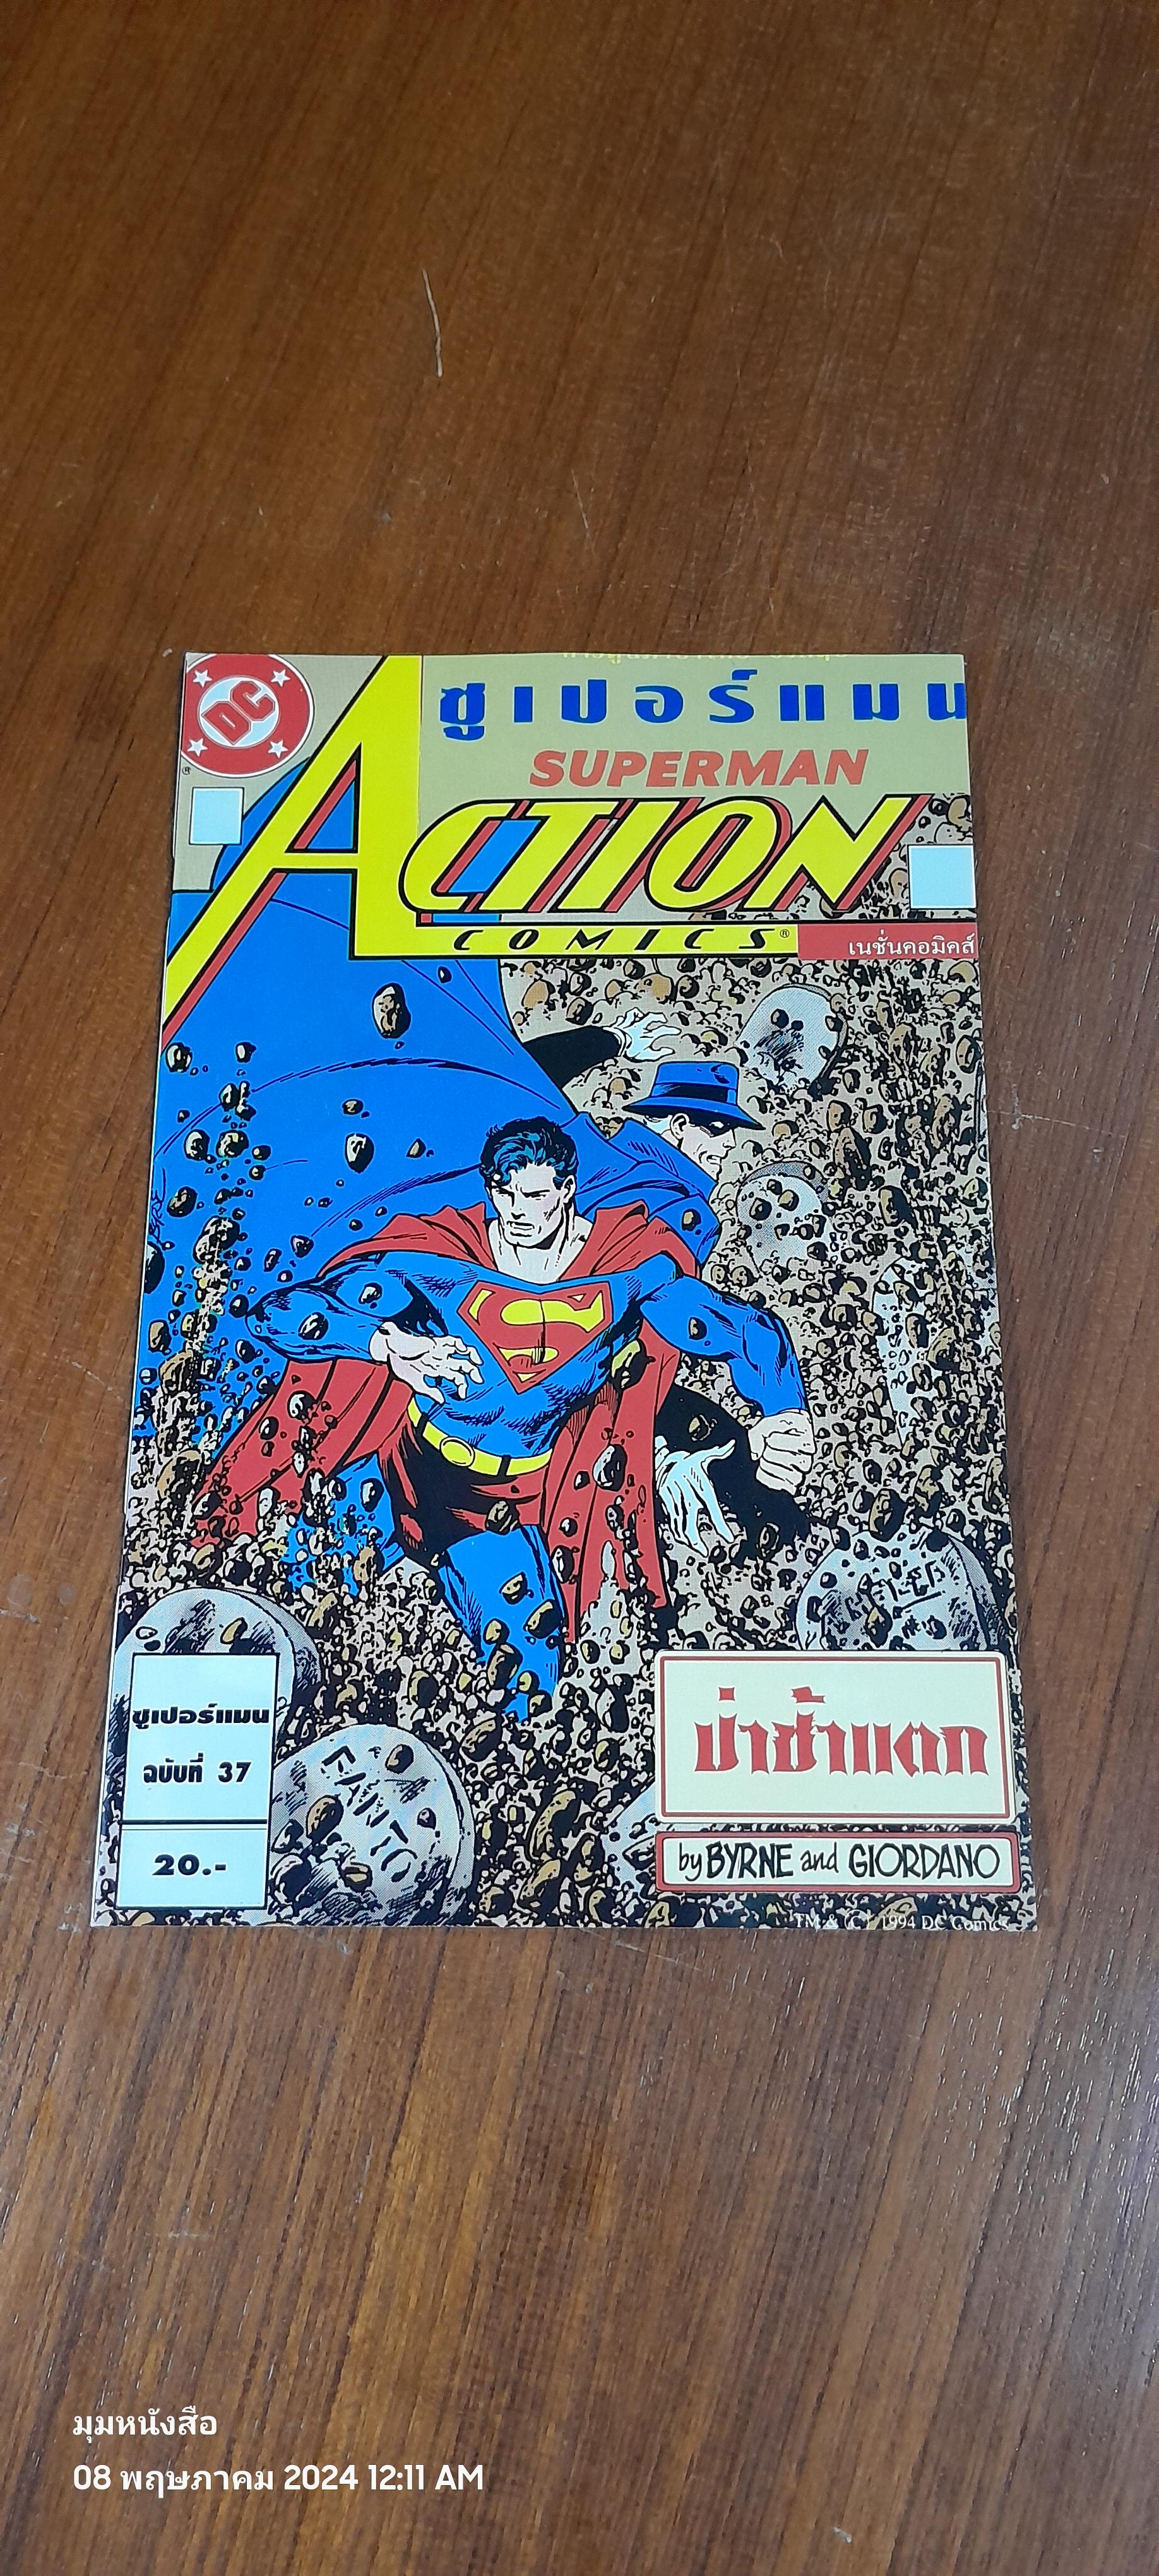 DC
®
ซูเปอร์แมน
SUPERMAN
ACTION
COMICS®
เนชั่นคอมิคส์
ซูเปอร์แมน
ฉบับที่ 37
20.-
ป่าช้าแตก
by BYRNE and GIORDANO
TM & (C) 1994 DC Comics
มุมหนังสือ
08 พฤษภาคม 2024 12:11 AM